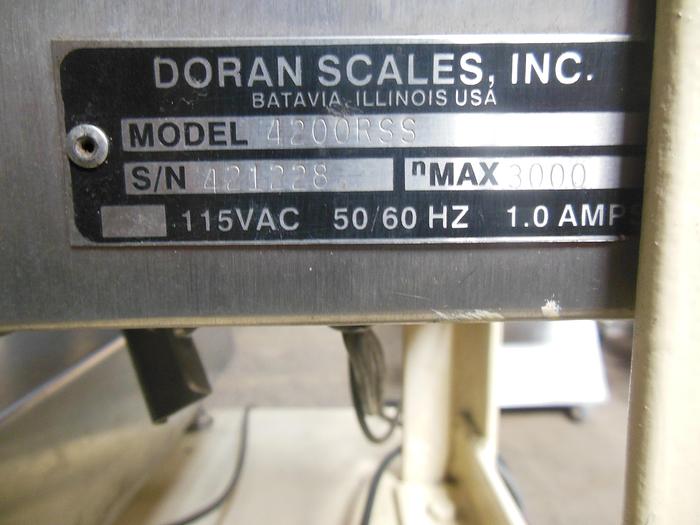 DORAN SCALES, INC.
BATAVIA, ILLINOIS USA
MODEL 4200RSS
S/N 421228 nMAX 3000
115VAC 50/60 HZ 1.0 AMPS